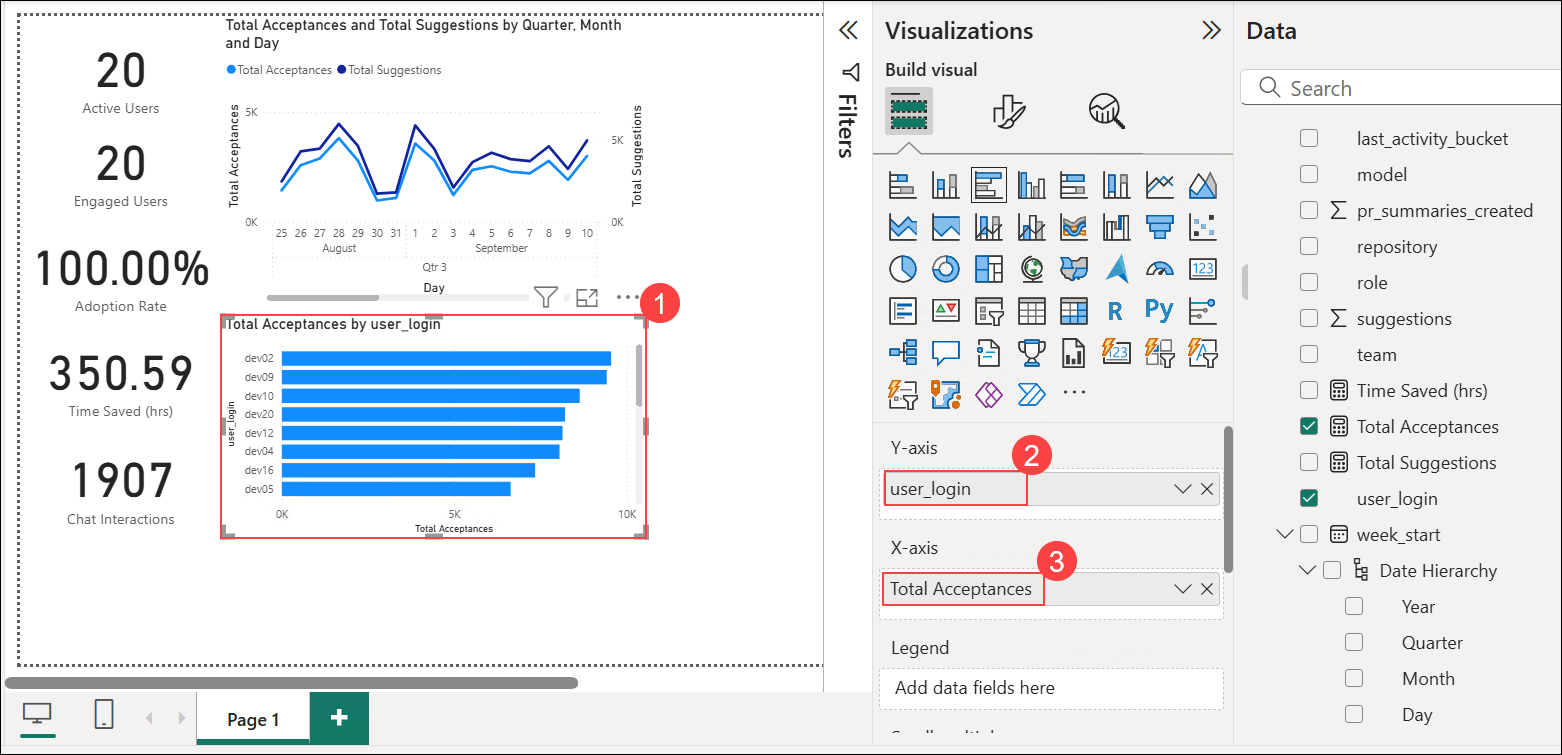 20
Active Users
20
Engaged Users
100.00%
Adoption Rate
350.59
Time Saved (hrs)
1907
Chat Interactions
Total Acceptances and Total Suggestions by Quarter, Month
and Day
Total Acceptances Total Suggestions
Total Acceptances
5K
0K
Total Suggestions
5K
0K
25 26 27 28 29 30 31 1 2 3 4 5 6 7 8 9 10
August September
Qtr 3
Day
1
Total Acceptances by user_login
user_login
dev02
dev09
dev10
dev20
dev12
dev04
dev16
dev05
0K 5K 10K
Total Acceptances
Page 1
Filters
Visualizations
Build visual
123
R
Py
123
Y-axis
2
user_login
X-axis
3
Total Acceptances
Legend
Add data fields here
Data
Search
last_activity_bucket
model
pr_summaries_created
repository
role
suggestions
team
Time Saved (hrs)
Total Acceptances
Total Suggestions
user_login
week_start
Date Hierarchy
Year
Quarter
Month
Day